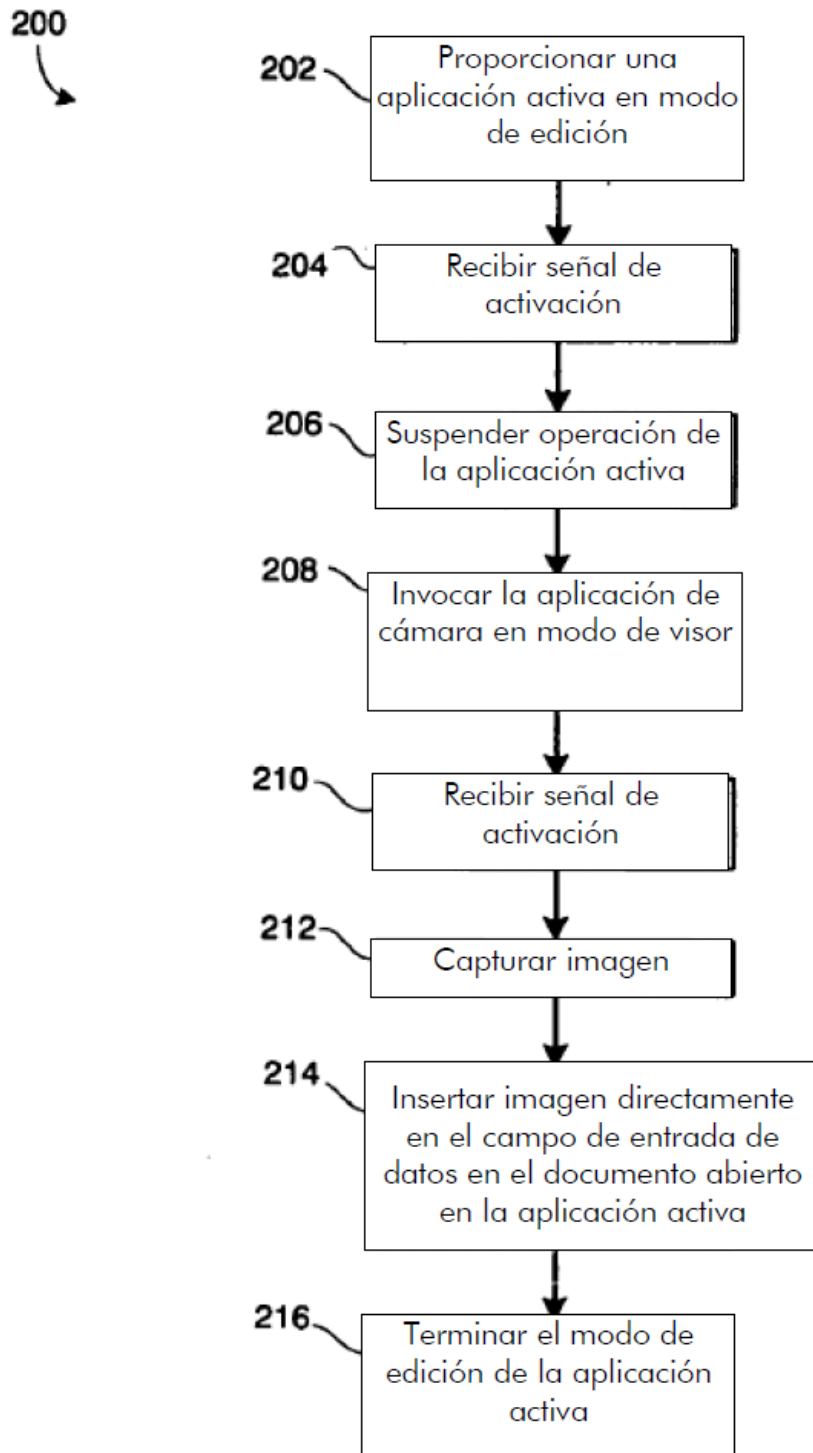 200
202
Proporcionar una
aplicación activa en modo
de edición
204
Recibir señal de
activación
206
Suspender operación de
la aplicación activa
208
Invocar la aplicación de
cámara en modo de visor
210
Recibir señal de
activación
212
Capturar imagen
214
Insertar imagen directamente
en el campo de entrada de
datos en el documento abierto
en la aplicación activa
216
Terminar el modo de
edición de la aplicación
activa